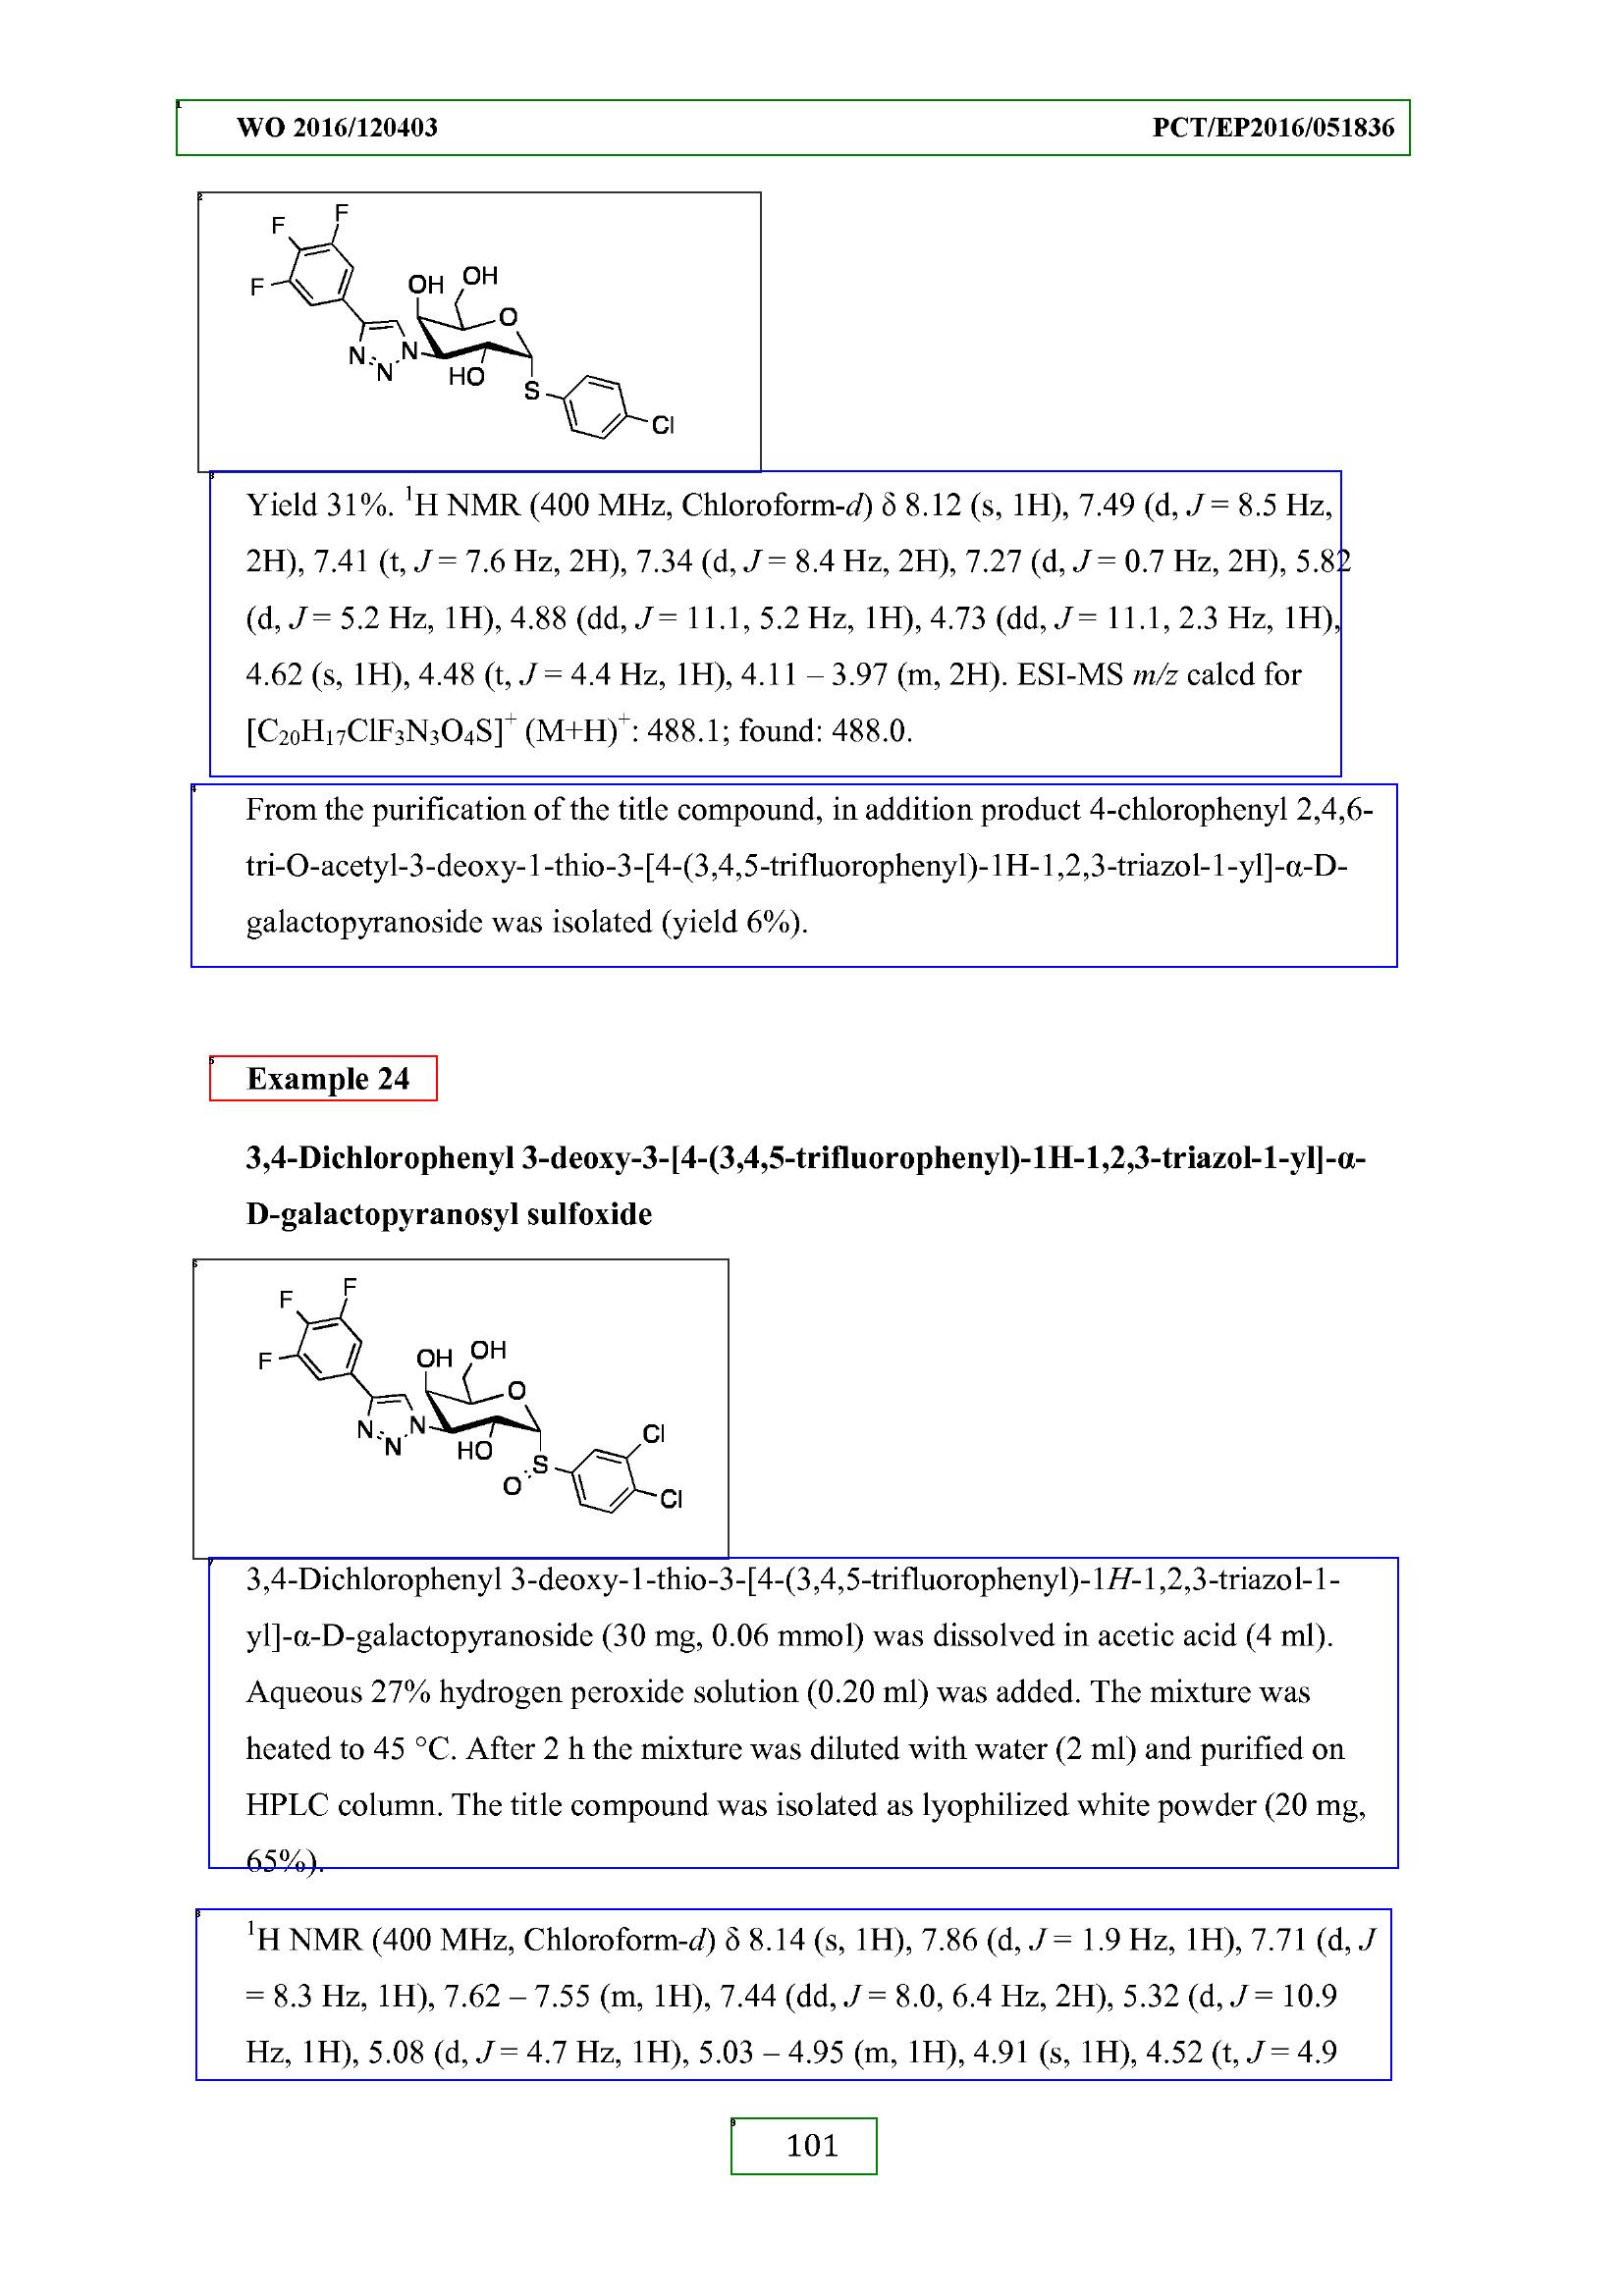 WO 2016/120403 PCT/EP2016/051836
F
F
F
OH
OH
O
N
N
N
HO
S
Cl
Yield 31%. ¹H NMR (400 MHz, Chloroform-d) δ 8.12 (s, 1H), 7.49 (d, J = 8.5 Hz,
2H), 7.41 (t, J = 7.6 Hz, 2H), 7.34 (d, J = 8.4 Hz, 2H), 7.27 (d, J = 0.7 Hz, 2H), 5.82
(d, J = 5.2 Hz, 1H), 4.88 (dd, J = 11.1, 5.2 Hz, 1H), 4.73 (dd, J = 11.1, 2.3 Hz, 1H),
4.62 (s, 1H), 4.48 (t, J = 4.4 Hz, 1H), 4.11 – 3.97 (m, 2H). ESI-MS m/z calcd for
[C₂₀H₁₇ClF₃N₃O₄S]⁺ (M+H)⁺: 488.1; found: 488.0.
From the purification of the title compound, in addition product 4-chlorophenyl 2,4,6-
tri-O-acetyl-3-deoxy-1-thio-3-[4-(3,4,5-trifluorophenyl)-1H-1,2,3-triazol-1-yl]-α-D-
galactopyranoside was isolated (yield 6%).
Example 24
3,4-Dichlorophenyl 3-deoxy-3-[4-(3,4,5-trifluorophenyl)-1H-1,2,3-triazol-1-yl]-α-
D-galactopyranosyl sulfoxide
F
F
F
OH
OH
O
N
N
N
HO
Cl
S
O
Cl
3,4-Dichlorophenyl 3-deoxy-1-thio-3-[4-(3,4,5-trifluorophenyl)-1H-1,2,3-triazol-1-
yl]-α-D-galactopyranoside (30 mg, 0.06 mmol) was dissolved in acetic acid (4 ml).
Aqueous 27% hydrogen peroxide solution (0.20 ml) was added. The mixture was
heated to 45 °C. After 2 h the mixture was diluted with water (2 ml) and purified on
HPLC column. The title compound was isolated as lyophilized white powder (20 mg,
65%).
¹H NMR (400 MHz, Chloroform-d) δ 8.14 (s, 1H), 7.86 (d, J = 1.9 Hz, 1H), 7.71 (d, J
= 8.3 Hz, 1H), 7.62 – 7.55 (m, 1H), 7.44 (dd, J = 8.0, 6.4 Hz, 2H), 5.32 (d, J = 10.9
Hz, 1H), 5.08 (d, J = 4.7 Hz, 1H), 5.03 – 4.95 (m, 1H), 4.91 (s, 1H), 4.52 (t, J = 4.9
101